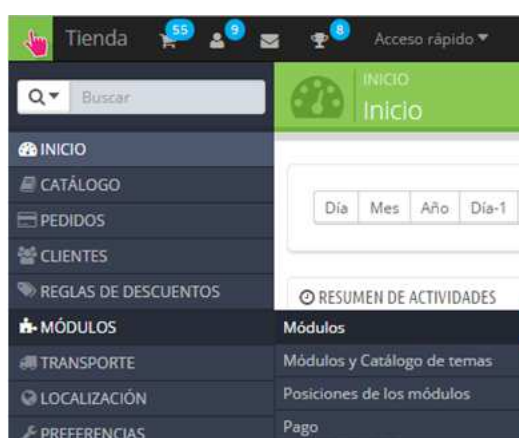 Tienda 55 9 8 Acceso rápido
Buscar
INICIO
Inicio
INICIO
CATÁLOGO
PEDIDOS
CLIENTES
REGLAS DE DESCUENTOS
MÓDULOS
TRANSPORTE
LOCALIZACIÓN
PREFERENCIAS
Día Mes Año Día-1
RESUMEN DE ACTIVIDADES
Módulos
Módulos y Catálogo de temas
Posiciones de los módulos
Pago